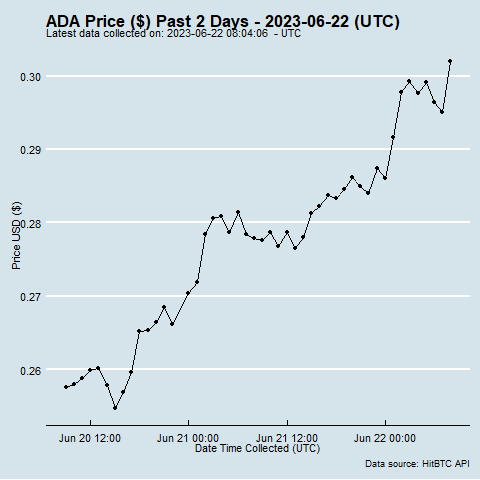 ADA Price ($) Past 2 Days - 2023-06-22 (UTC)
Latest data collected on: 2023-06-22 08:04:06  - UTC
Price USD ($)
0.30
0.29
0.28
0.27
0.26
Jun 20 12:00
Jun 21 00:00
Jun 21 12:00
Jun 22 00:00
Date Time Collected (UTC)
Data source: HitBTC API